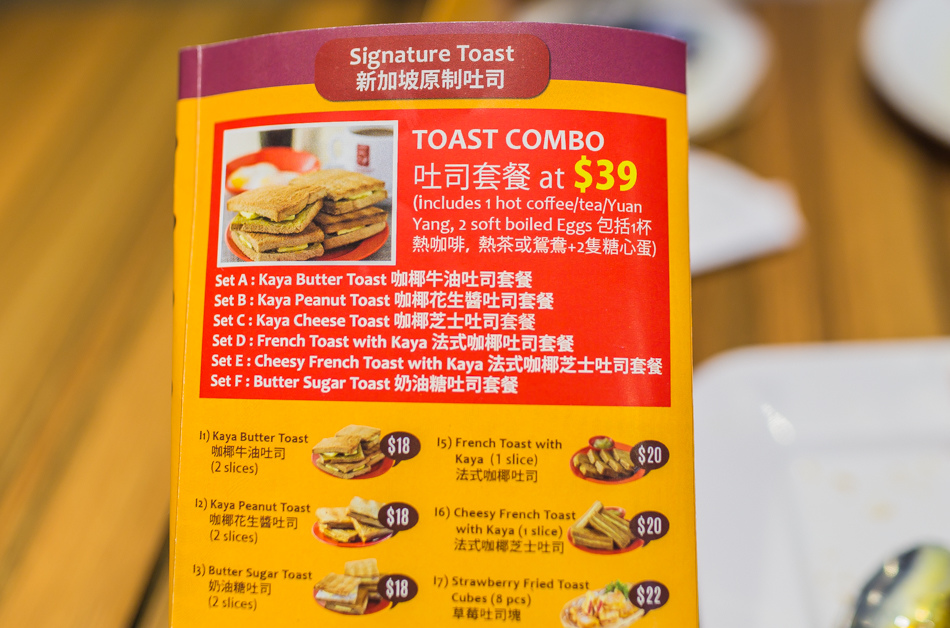 Signature Toast
新加坡原制吐司
TOAST COMBO
吐司套餐 at $39
(includes 1 hot coffee/tea/Yuan
Yang, 2 soft boiled Eggs 包括1杯
熱咖啡, 熱茶或鴛鴦+2隻糖心蛋)
Set A : Kaya Butter Toast 咖椰牛油吐司套餐
Set B : Kaya Peanut Toast 咖椰花生醬吐司套餐
Set C : Kaya Cheese Toast 咖椰芝士吐司套餐
Set D : French Toast with Kaya 法式咖椰吐司套餐
Set E : Cheesy French Toast with Kaya 法式咖椰芝士吐司套餐
Set F : Butter Sugar Toast 奶油糖吐司套餐
I1) Kaya Butter Toast
咖椰牛油吐司
(2 slices)
$18
I2) Kaya Peanut Toast
咖椰花生醬吐司
(2 slices)
$18
I3) Butter Sugar Toast
奶油糖吐司
(2 slices)
$18
I5) French Toast with
Kaya (1 slice)
法式咖椰吐司
$20
I6) Cheesy French Toast
with Kaya (1 slice)
法式咖椰芝士吐司
$20
I7) Strawberry Fried Toast
Cubes (8 pcs)
草莓吐司塊
$22